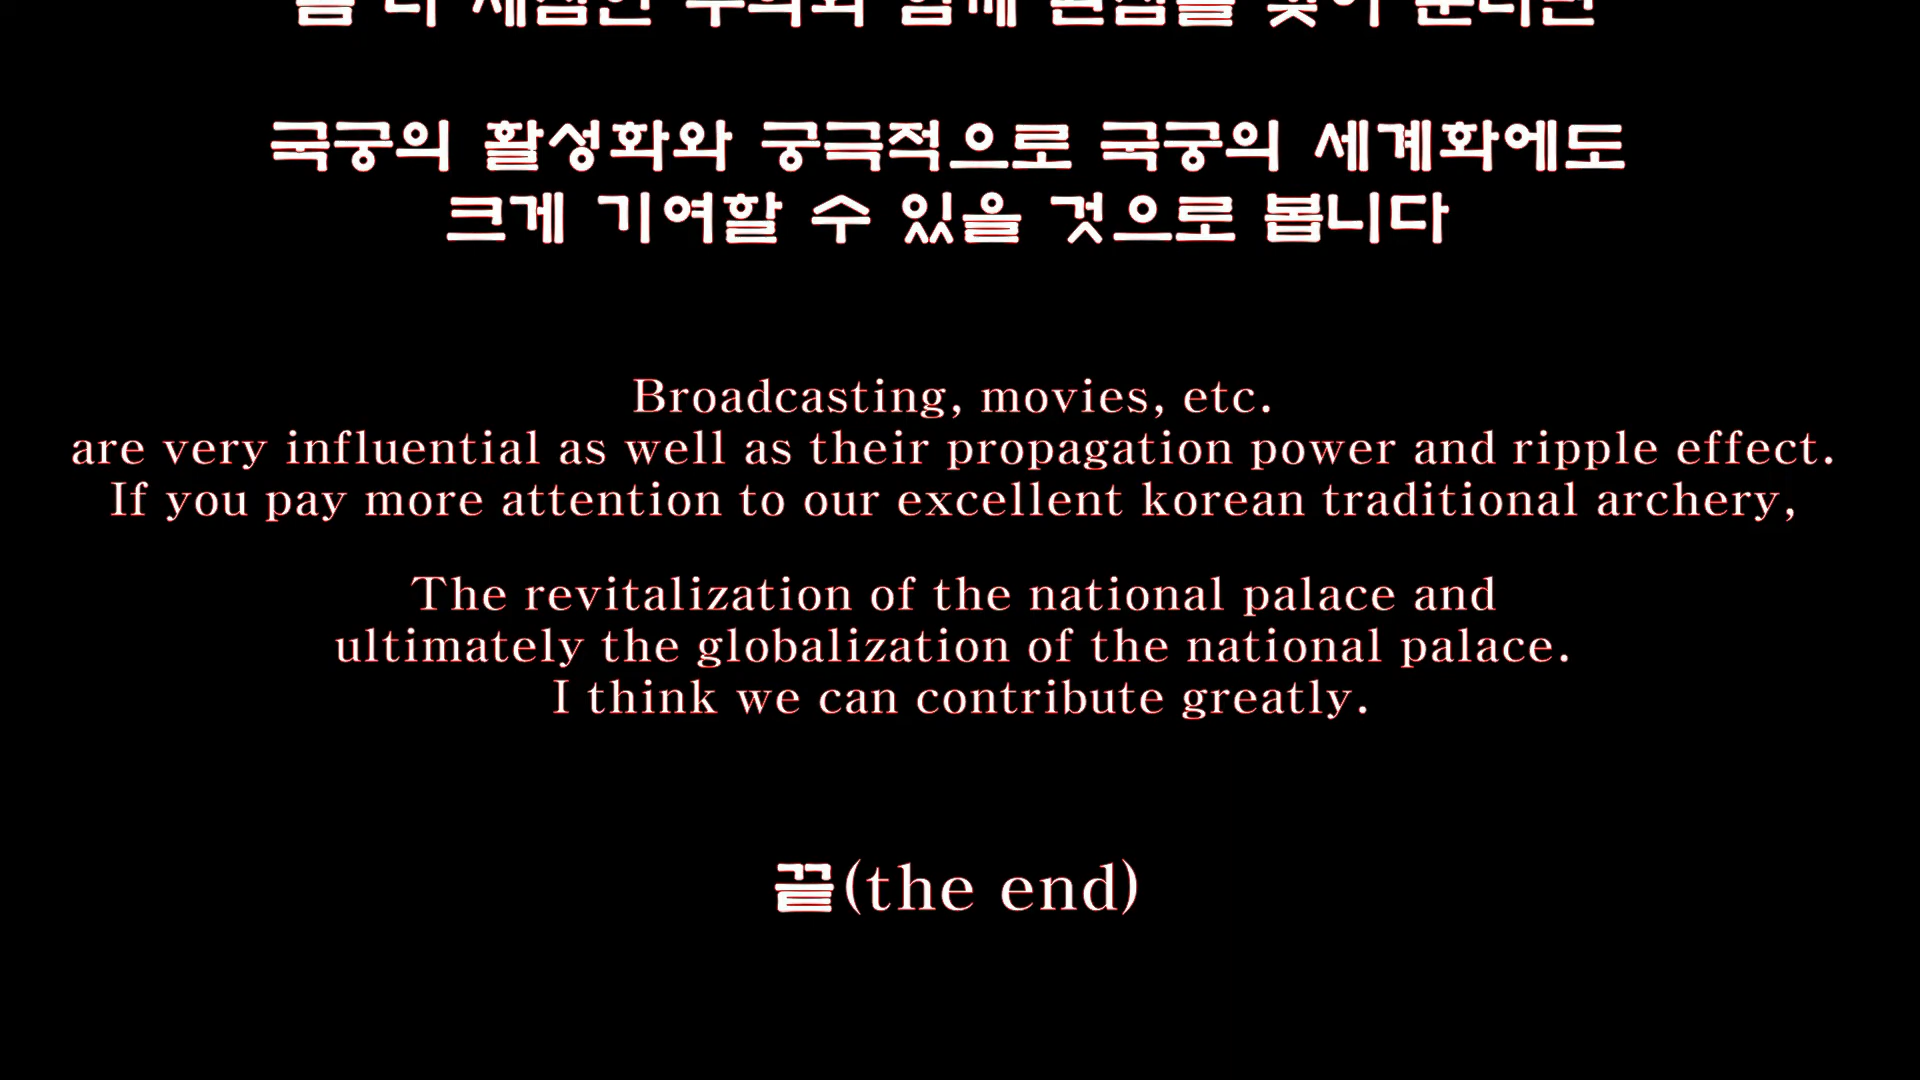 국궁의 활성화와 궁극적으로 국궁의 세계화에도
크게 기여할 수 있을 것으로 봅니다
Broadcasting, movies, etc.
are very influential as well as their propagation power and ripple effect.
If you pay more attention to our excellent korean traditional archery,
The revitalization of the national palace and
ultimately the globalization of the national palace.
I think we can contribute greatly.
끝(the end)